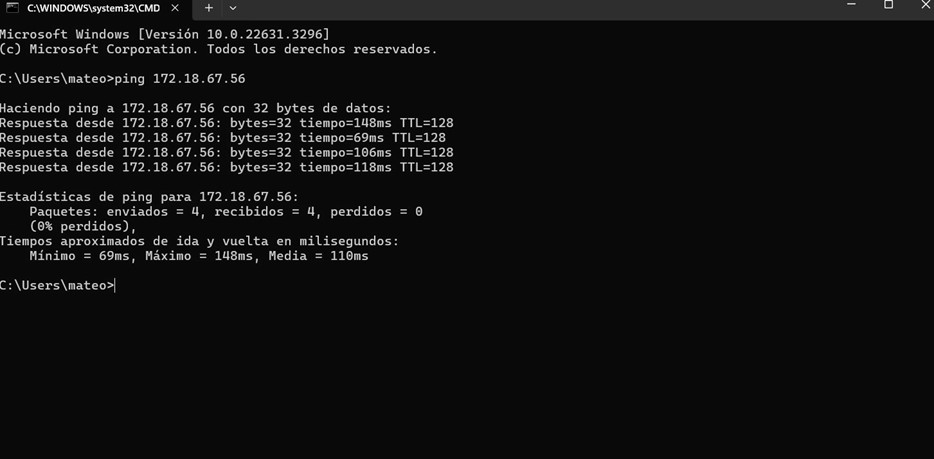 C:\WINDOWS\system32\CMD
Microsoft Windows [Versión 10.0.22631.3296]
(c) Microsoft Corporation. Todos los derechos reservados.
C:\Users\mateo>ping 172.18.67.56
Haciendo ping a 172.18.67.56 con 32 bytes de datos:
Respuesta desde 172.18.67.56: bytes=32 tiempo=148ms TTL=128
Respuesta desde 172.18.67.56: bytes=32 tiempo=69ms TTL=128
Respuesta desde 172.18.67.56: bytes=32 tiempo=106ms TTL=128
Respuesta desde 172.18.67.56: bytes=32 tiempo=118ms TTL=128
Estadísticas de ping para 172.18.67.56:
Paquetes: enviados = 4, recibidos = 4, perdidos = 0
(0% perdidos),
Tiempos aproximados de ida y vuelta en milisegundos:
Mínimo = 69ms, Máximo = 148ms, Media = 110ms
C:\Users\mateo>